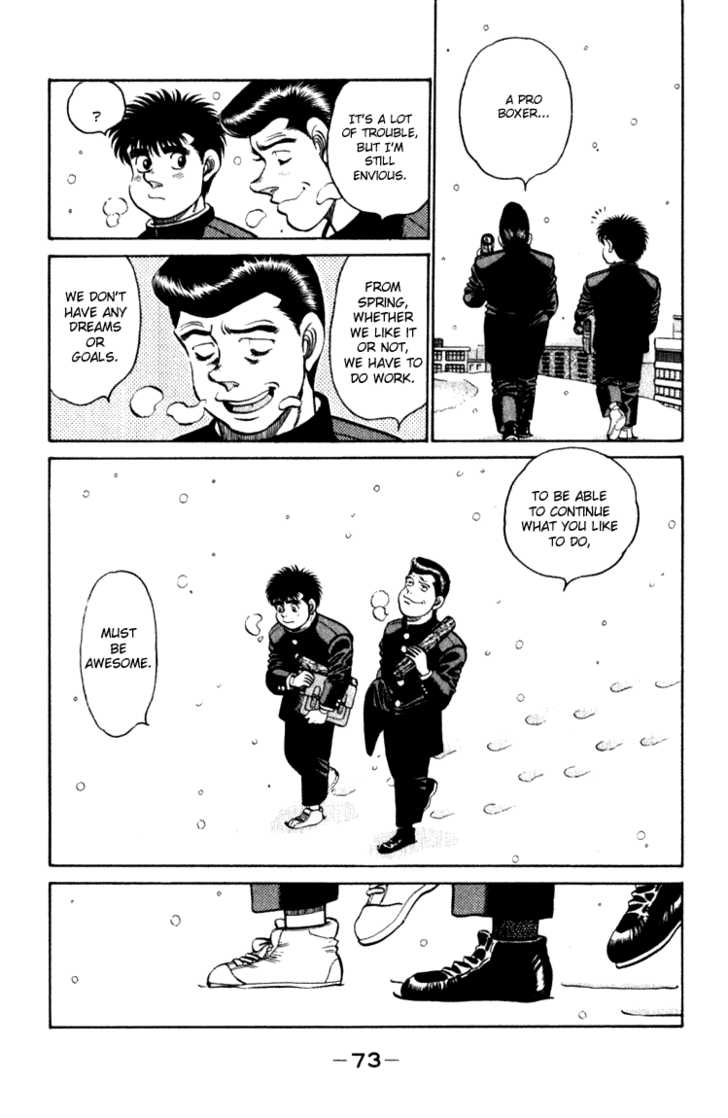 A PRO
BOXER...
IT'S A LOT
OF TROUBLE,
BUT I'M
STILL
ENVIOUS.
?
FROM
SPRING,
WHETHER
WE LIKE IT
OR NOT,
WE HAVE TO
DO WORK.
WE DON'T
HAVE ANY
DREAMS
OR
GOALS.
TO BE ABLE
TO CONTINUE
WHAT YOU LIKE
TO DO,
MUST
BE
AWESOME.
-73-